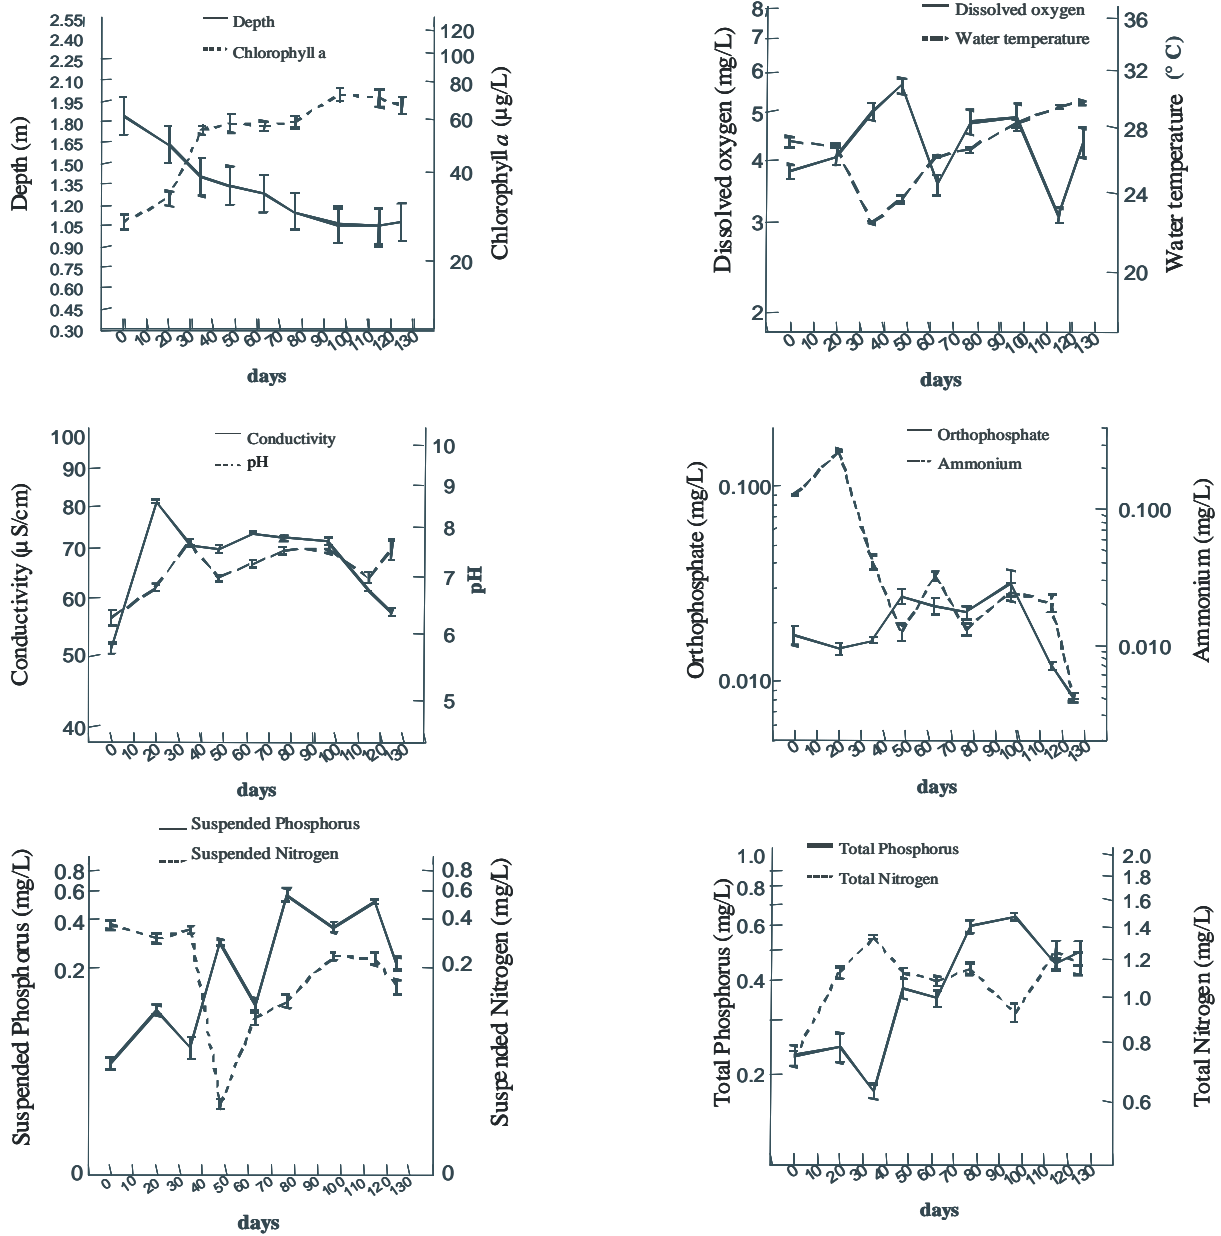 Depth
Chlorophyll a
Depth (m)
2.55
2.40
2.25
2.10
1.95
1.80
1.65
1.50
1.35
1.20
1.05
0.90
0.75
0.60
0.45
0.30
120
100
80
60
40
20
Chlorophyll a (µg/L)
0 10 20 30 40 50 60 70 80 90 100 110 120 130
days
Dissolved oxygen
Water temperature
Dissolved oxygen (mg/L)
8
7
6
5
4
3
2
36
32
28
24
20
Water temperature (° C)
0 10 20 30 40 50 60 70 80 90 100 110 120 130
days
Conductivity
pH
Conductivity (µ S/cm)
100
90
80
70
60
50
40
10
9
8
7
6
5
pH
0 10 20 30 40 50 60 70 80 90 100 110 120 130
days
Orthophosphate
Ammonium
Orthophosphate (mg/L)
0.100
0.010
0.100
0.010
Ammonium (mg/L)
0 10 20 30 40 50 60 70 80 90 100 110 120 130
days
Suspended Phosphorus
Suspended Nitrogen
Suspended Phosphorus (mg/L)
0.8
0.6
0.4
0.2
0
0.8
0.6
0.4
0.2
0
Suspended Nitrogen (mg/L)
0 10 20 30 40 50 60 70 80 90 100 110 120 130
days
Total Phosphorus
Total Nitrogen
Total Phosphorus (mg/L)
1.0
0.8
0.6
0.4
0.2
2.0
1.8
1.6
1.4
1.2
1.0
0.8
0.6
Total Nitrogen (mg/L)
0 10 20 30 40 50 60 70 80 90 100 110 120 130
days